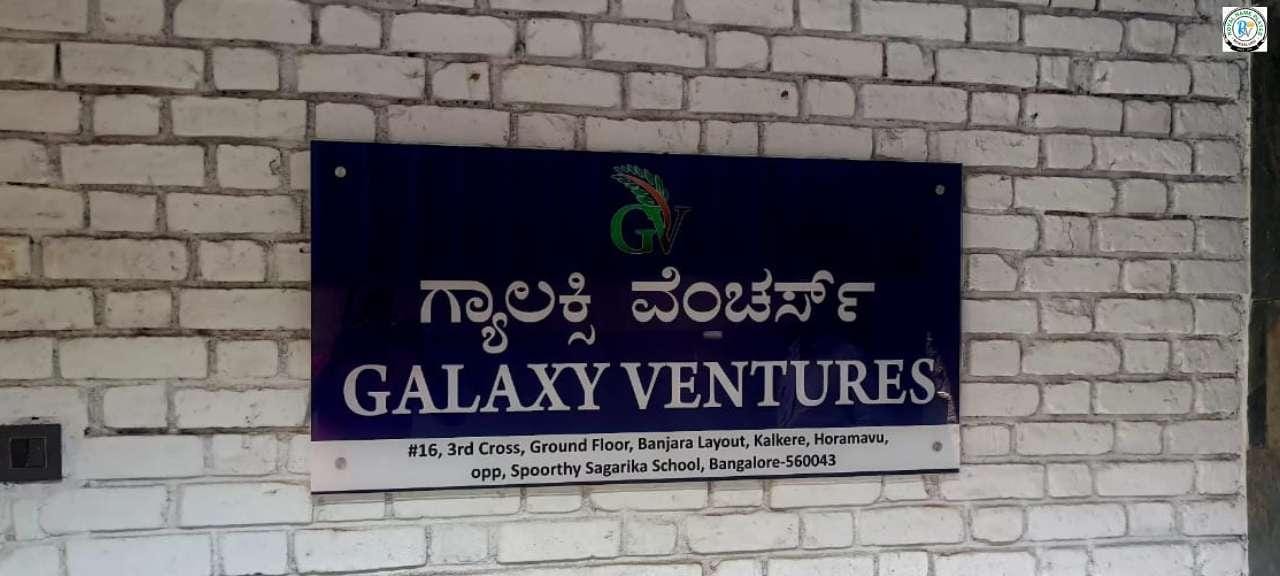 GV
ಗ್ಯಾಲಕ್ಸಿ ವೆಂಚರ್ಸ್
GALAXY VENTURES
#16, 3rd Cross, Ground Floor, Banjara Layout, Kalkere, Horamavu,
opp, Spoorthy Sagarika School, Bangalore-560043